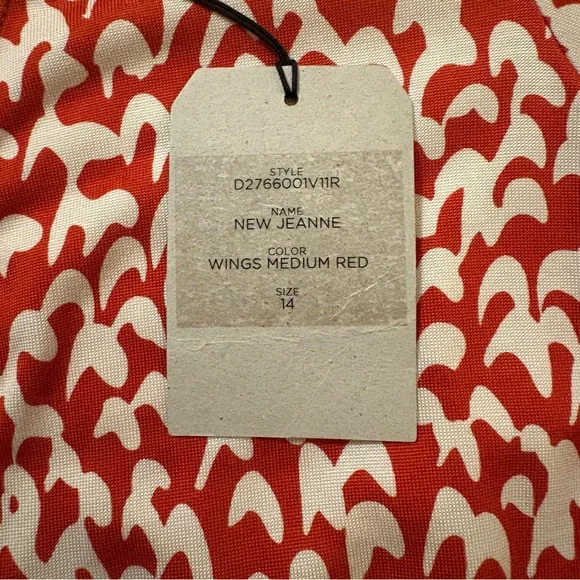 STYLE
D2766001V11R
NAME
NEW JEANNE
COLOR
WINGS MEDIUM RED
SIZE
14